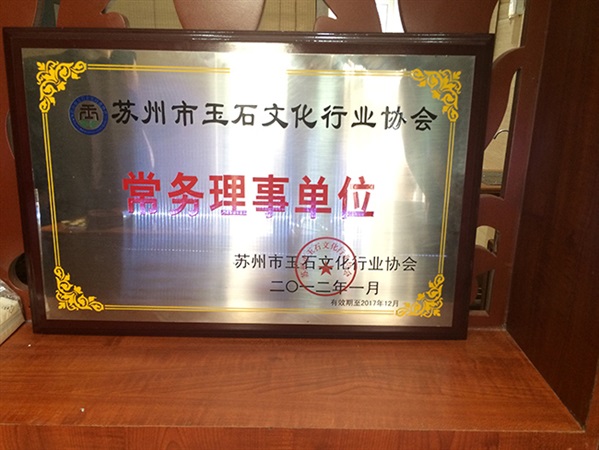 苏州市玉石文化行业协会
常务理事单位
苏州市玉石文化行业协会
二〇一二年一月
有效期至2017年12月